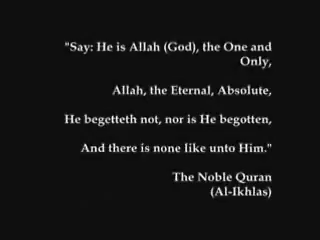 "Say: He is Allah (God), the One and
Only,
Allah, the Eternal, Absolute,
He begetteth not, nor is He begotten,
And there is none like unto Him."
The Noble Quran
(Al-Ikhlas)